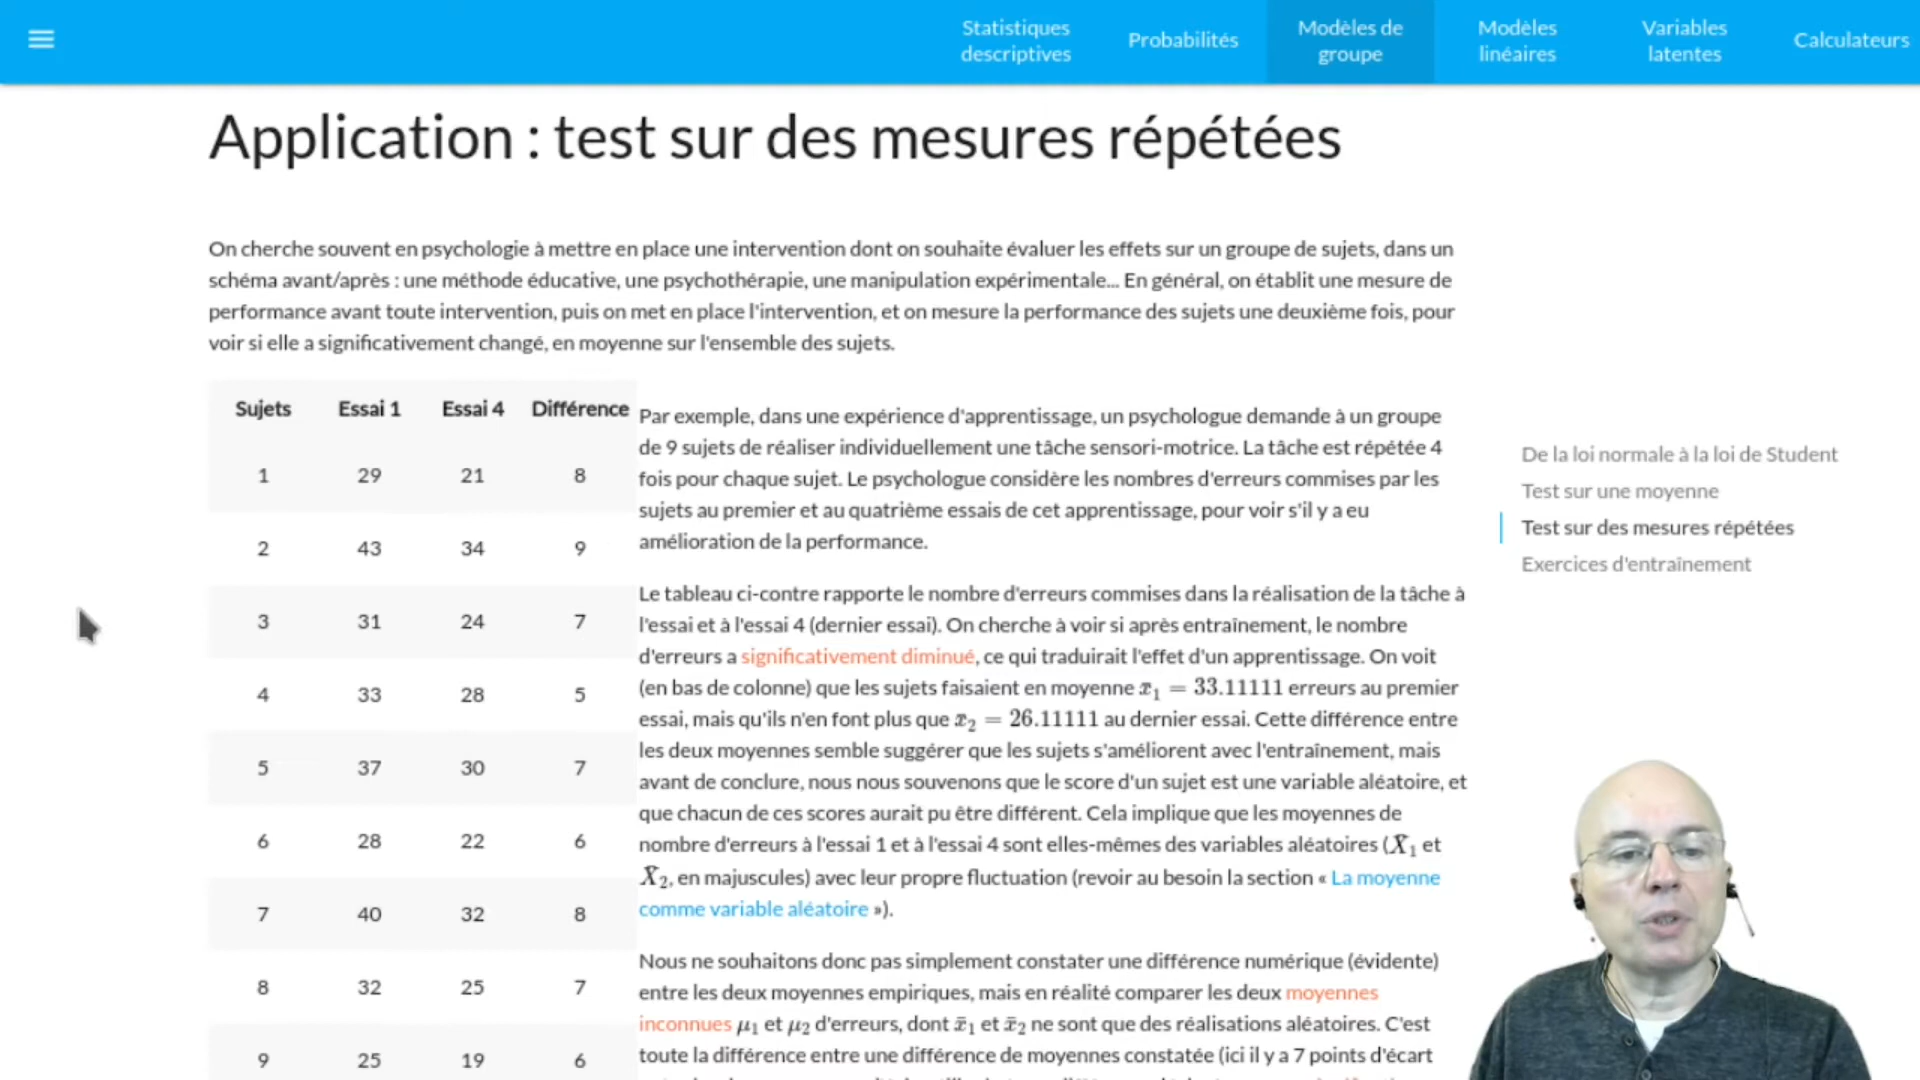 Statistiques descriptives
Probabilités
Modèles de groupe
Modèles linéaires
Variables latentes
Calculateurs
Application : test sur des mesures répétées
On cherche souvent en psychologie à mettre en place une intervention dont on souhaite évaluer les effets sur un groupe de sujets, dans un
schéma avant/après : une méthode éducative, une psychothérapie, une manipulation expérimentale... En général, on établit une mesure de
performance avant toute intervention, puis on met en place l'intervention, et on mesure la performance des sujets une deuxième fois, pour
voir si elle a significativement changé, en moyenne sur l'ensemble des sujets.
Sujets Essai 1 Essai 4 Différence
1 29 21 8
2 43 34 9
3 31 24 7
4 33 28 5
5 37 30 7
6 28 22 6
7 40 32 8
8 32 25 7
9 25 19 6
Par exemple, dans une expérience d'apprentissage, un psychologue demande à un groupe
de 9 sujets de réaliser individuellement une tâche sensori-motrice. La tâche est répétée 4
fois pour chaque sujet. Le psychologue considère les nombres d'erreurs commises par les
sujets au premier et au quatrième essais de cet apprentissage, pour voir s'il y a eu
amélioration de la performance.
Le tableau ci-contre rapporte le nombre d'erreurs commises dans la réalisation de la tâche à
l'essai et à l'essai 4 (dernier essai). On cherche à voir si après entraînement, le nombre
d'erreurs a significativement diminué, ce qui traduirait l'effet d'un apprentissage. On voit
(en bas de colonne) que les sujets faisaient en moyenne x̄₁ = 33.11111 erreurs au premier
essai, mais qu'ils n'en font plus que x̄₂ = 26.11111 au dernier essai. Cette différence entre
les deux moyennes semble suggérer que les sujets s'améliorent avec l'entraînement, mais
avant de conclure, nous nous souvenons que le score d'un sujet est une variable aléatoire, et
que chacun de ces scores aurait pu être différent. Cela implique que les moyennes de
nombre d'erreurs à l'essai 1 et à l'essai 4 sont elles-mêmes des variables aléatoires (X̄₁ et
X̄₂, en majuscules) avec leur propre fluctuation (revoir au besoin la section « La moyenne
comme variable aléatoire »).
Nous ne souhaitons donc pas simplement constater une différence numérique (évidente)
entre les deux moyennes empiriques, mais en réalité comparer les deux moyennes
inconnues μ₁ et μ₂ d'erreurs, dont x̄₁ et x̄₂ ne sont que des réalisations aléatoires. C'est
toute la différence entre une différence de moyennes constatée (ici il y a 7 points d'écart
De la loi normale à la loi de Student
Test sur une moyenne
Test sur des mesures répétées
Exercices d'entraînement